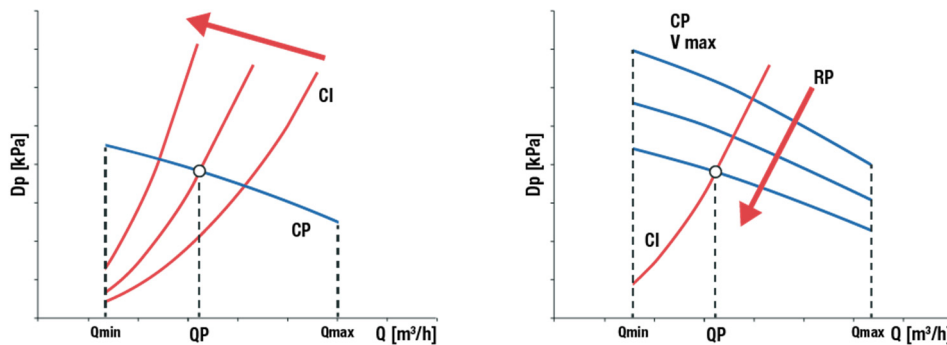 Dp [kPa]
CI
CP
Qmin
QP
Qmax
Q [m³/h]
Dp [kPa]
CP
V max
RP
CI
Qmin
QP
Qmax
Q [m³/h]